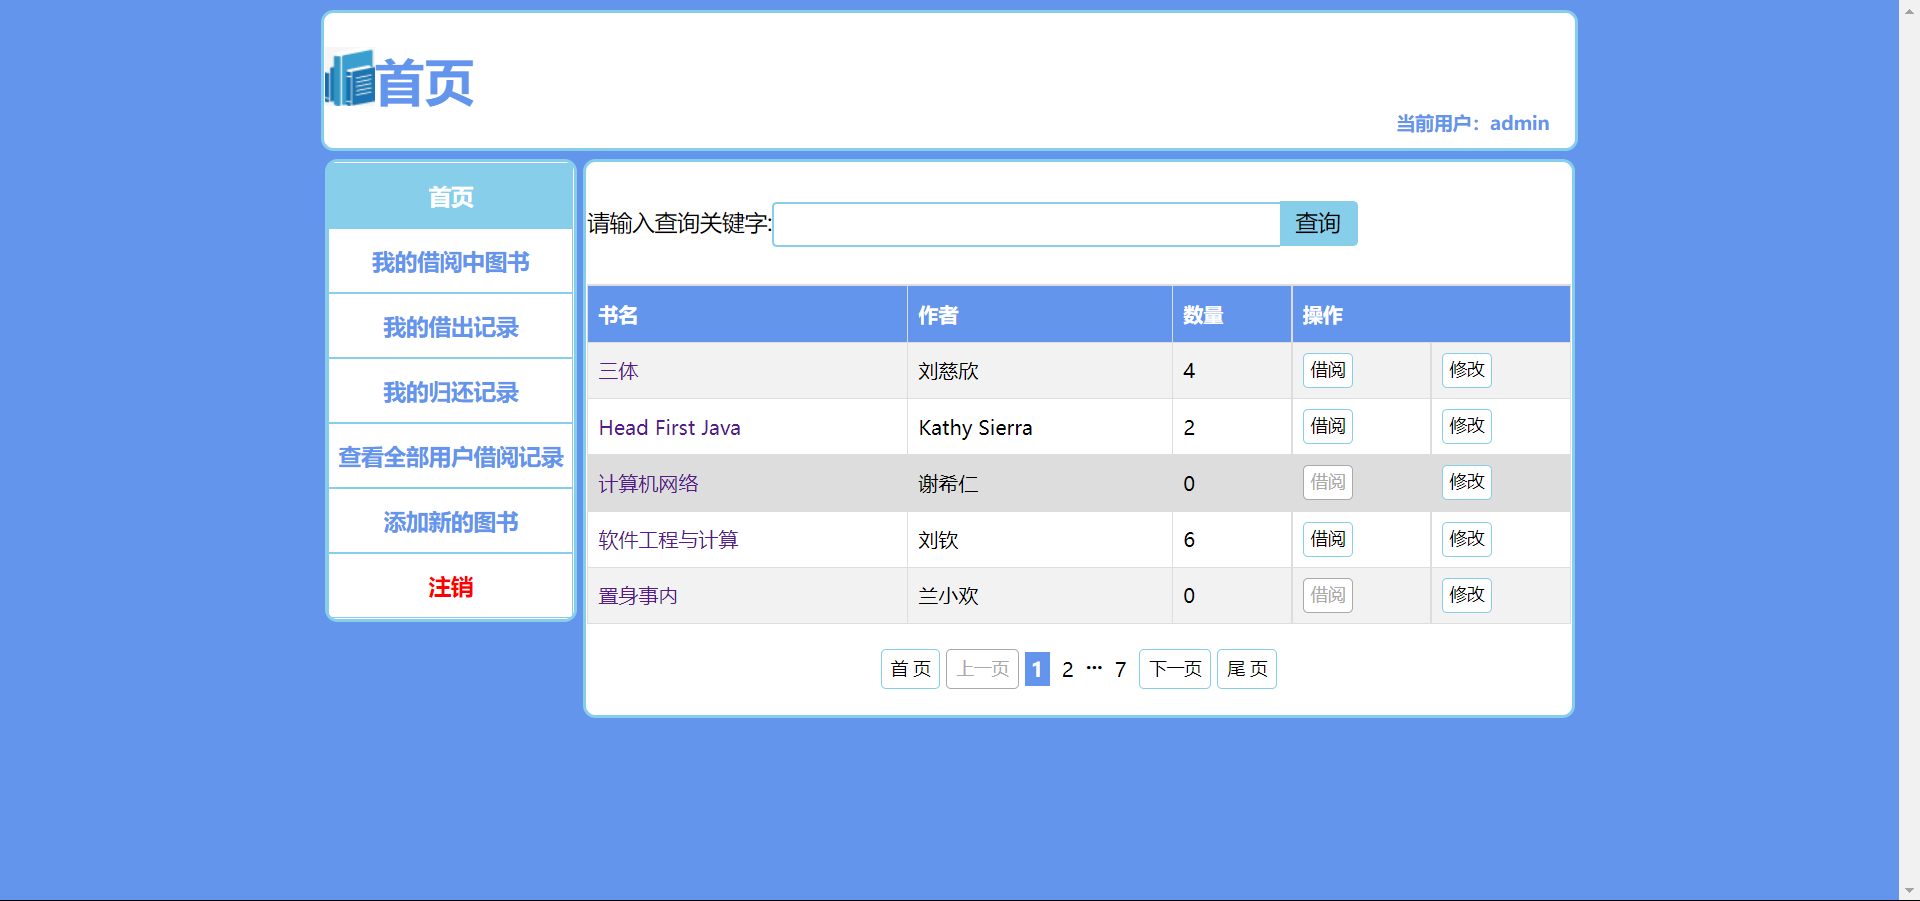 首页
当前用户：admin
首页
我的借阅中图书
我的借出记录
我的归还记录
查看全部用户借阅记录
添加新的图书
注销
请输入查询关键字: 查询
书名 作者 数量 操作
三体 刘慈欣 4 借阅 修改
Head First Java Kathy Sierra 2 借阅 修改
计算机网络 谢希仁 0 借阅 修改
软件工程与计算 刘钦 6 借阅 修改
置身事内 兰小欢 0 借阅 修改
首 页 上一页 1 2 ··· 7 下一页 尾 页